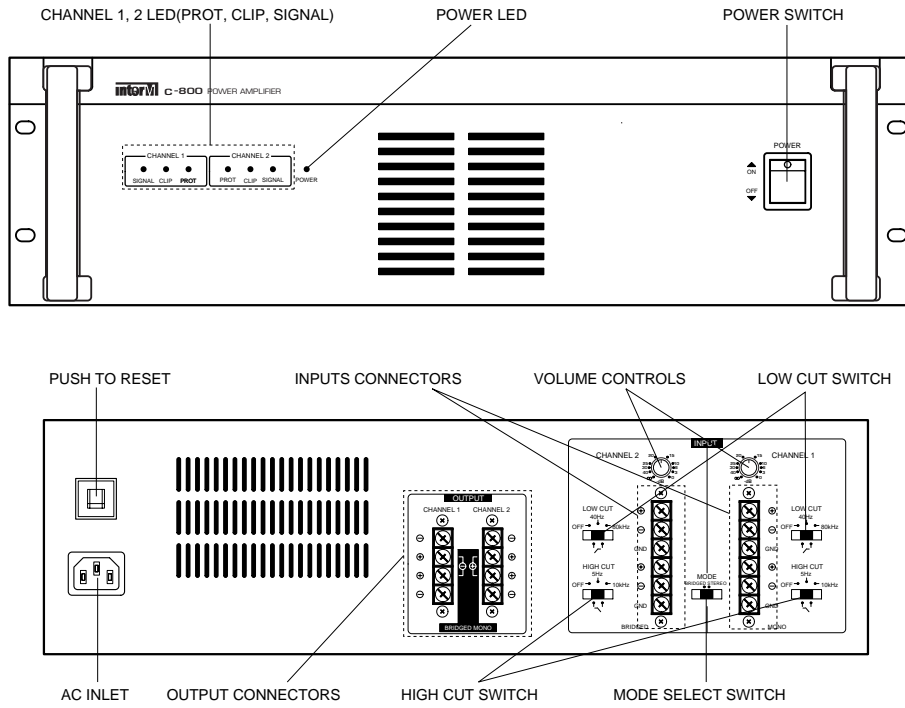 CHANNEL 1, 2 LED(PROT, CLIP, SIGNAL)
POWER LED
POWER SWITCH
interM C-800 POWER AMPLIFIER
CHANNEL 1
CHANNEL 2
SIGNAL CLIP PROT
PROT CLIP SIGNAL
POWER
POWER
ON
OFF
PUSH TO RESET
INPUTS CONNECTORS
VOLUME CONTROLS
LOW CUT SWITCH
INPUT
CHANNEL 2
CHANNEL 1
dB
dB
OUTPUT
CHANNEL 1 CHANNEL 2
BRIDGED MONO
LOW CUT
40Hz
OFF 80kHz
HIGH CUT
5Hz
OFF 10kHz
GND
GND
BRIDGED
MODE
BRIDGED STEREO
GND
GND
MONO
LOW CUT
40Hz
OFF 80kHz
HIGH CUT
5Hz
OFF 10kHz
AC INLET
OUTPUT CONNECTORS
HIGH CUT SWITCH
MODE SELECT SWITCH